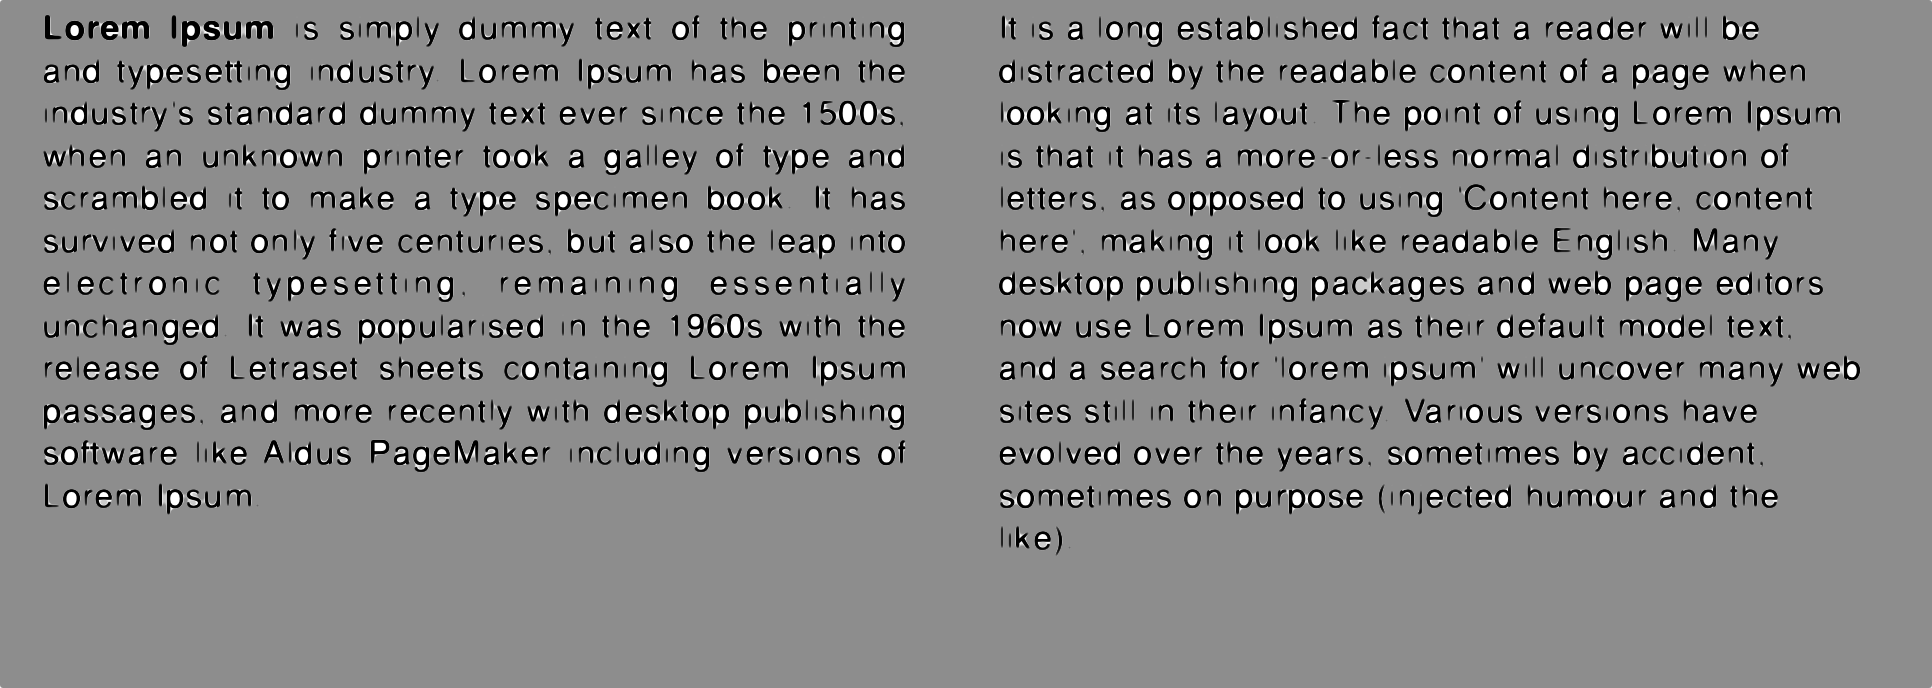 Lorem Ipsum is simply dummy text of the printing
and typesetting industry. Lorem Ipsum has been the
industry's standard dummy text ever since the 1500s,
when an unknown printer took a galley of type and
scrambled it to make a type specimen book. It has
survived not only five centuries, but also the leap into
electronic typesetting, remaining essentially
unchanged. It was popularised in the 1960s with the
release of Letraset sheets containing Lorem Ipsum
passages, and more recently with desktop publishing
software like Aldus PageMaker including versions of
Lorem Ipsum.
It is a long established fact that a reader will be
distracted by the readable content of a page when
looking at its layout. The point of using Lorem Ipsum
is that it has a more-or-less normal distribution of
letters, as opposed to using 'Content here, content
here', making it look like readable English. Many
desktop publishing packages and web page editors
now use Lorem Ipsum as their default model text,
and a search for 'lorem ipsum' will uncover many web
sites still in their infancy. Various versions have
evolved over the years, sometimes by accident,
sometimes on purpose (injected humour and the
like).